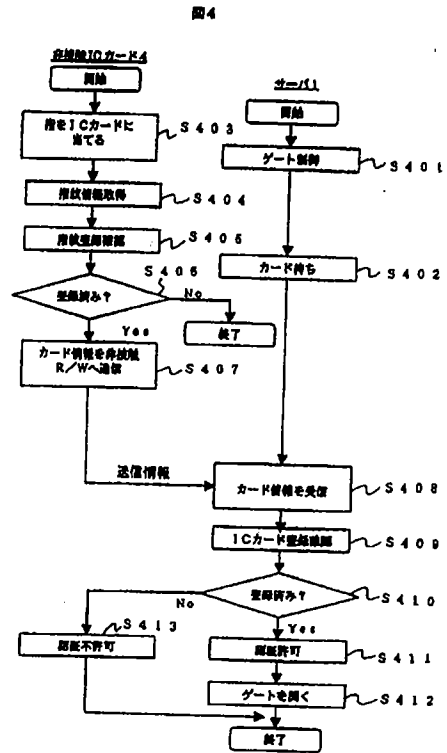 図4
非接触ICカード4
開始
指をICカードに
当てる
S403
指紋情報取得
S404
指紋登録確認
S405
登録済み?
S406
No
終了
Yes
カード情報を非接触
R/Wへ送信
S407
送信情報
サーバ1
開始
ゲート制御
S401
カード待ち
S402
カード情報を受信
S408
ICカード登録確認
S409
登録済み?
S410
No
Yes
認証不許可
S413
認証許可
S411
ゲートを開く
S412
終了